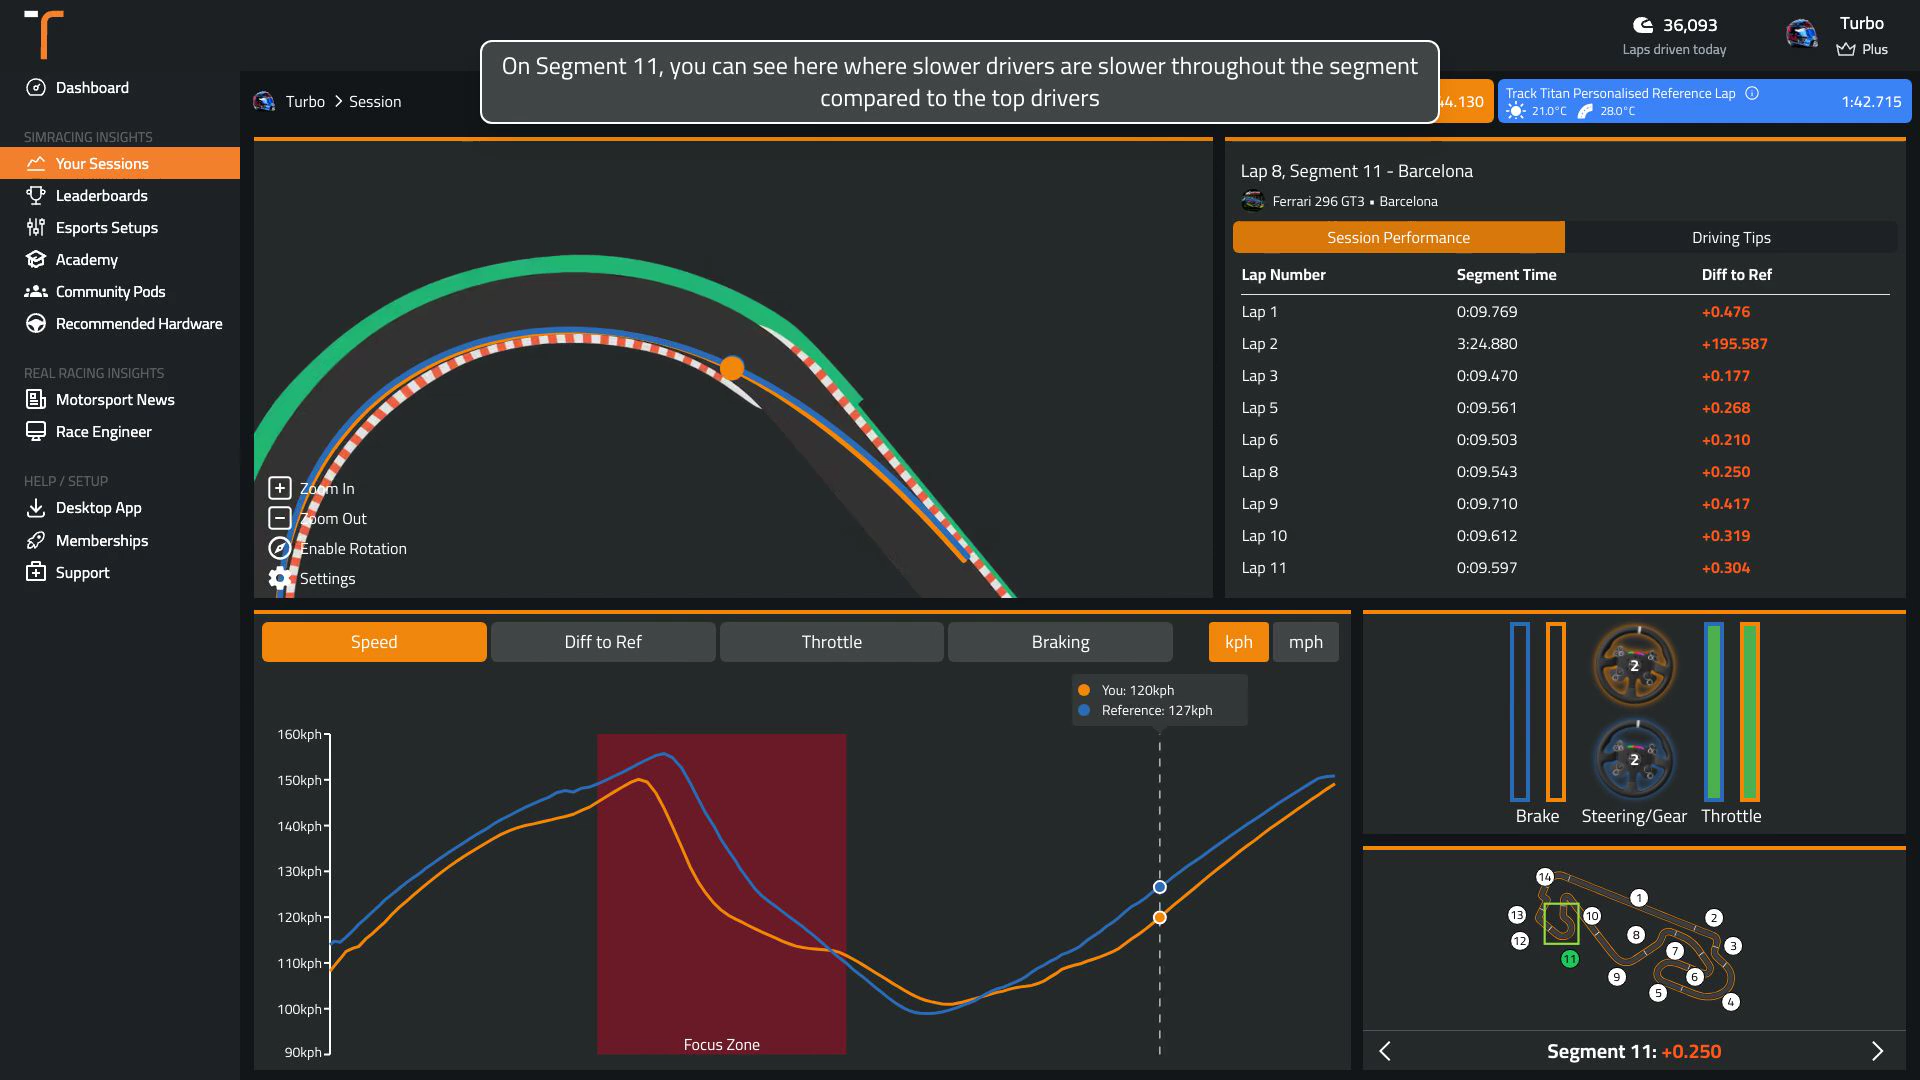 36,093
Laps driven today
Turbo
Plus
On Segment 11, you can see here where slower drivers are slower throughout the segment
compared to the top drivers
Dashboard
SIMRACING INSIGHTS
Your Sessions
Leaderboards
Esports Setups
Academy
Community Pods
Recommended Hardware
REAL RACING INSIGHTS
Motorsport News
Race Engineer
HELP / SETUP
Desktop App
Memberships
Support
Turbo > Session
44.130
Track Titan Personalised Reference Lap
21.0°C 28.0°C
1:42.715
Zoom In
Zoom Out
Enable Rotation
Settings
Lap 8, Segment 11 - Barcelona
Ferrari 296 GT3 • Barcelona
Session Performance Driving Tips
Lap Number Segment Time Diff to Ref
Lap 1 0:09.769 +0.476
Lap 2 3:24.880 +195.587
Lap 3 0:09.470 +0.177
Lap 5 0:09.561 +0.268
Lap 6 0:09.503 +0.210
Lap 8 0:09.543 +0.250
Lap 9 0:09.710 +0.417
Lap 10 0:09.612 +0.319
Lap 11 0:09.597 +0.304
Speed Diff to Ref Throttle Braking kph mph
You: 120kph
Reference: 127kph
160kph
150kph
140kph
130kph
120kph
110kph
100kph
90kph
Focus Zone
2
2
Brake Steering/Gear Throttle
14
1
13
10
2
12
8
3
11
7
9
6
5
4
Segment 11: +0.250